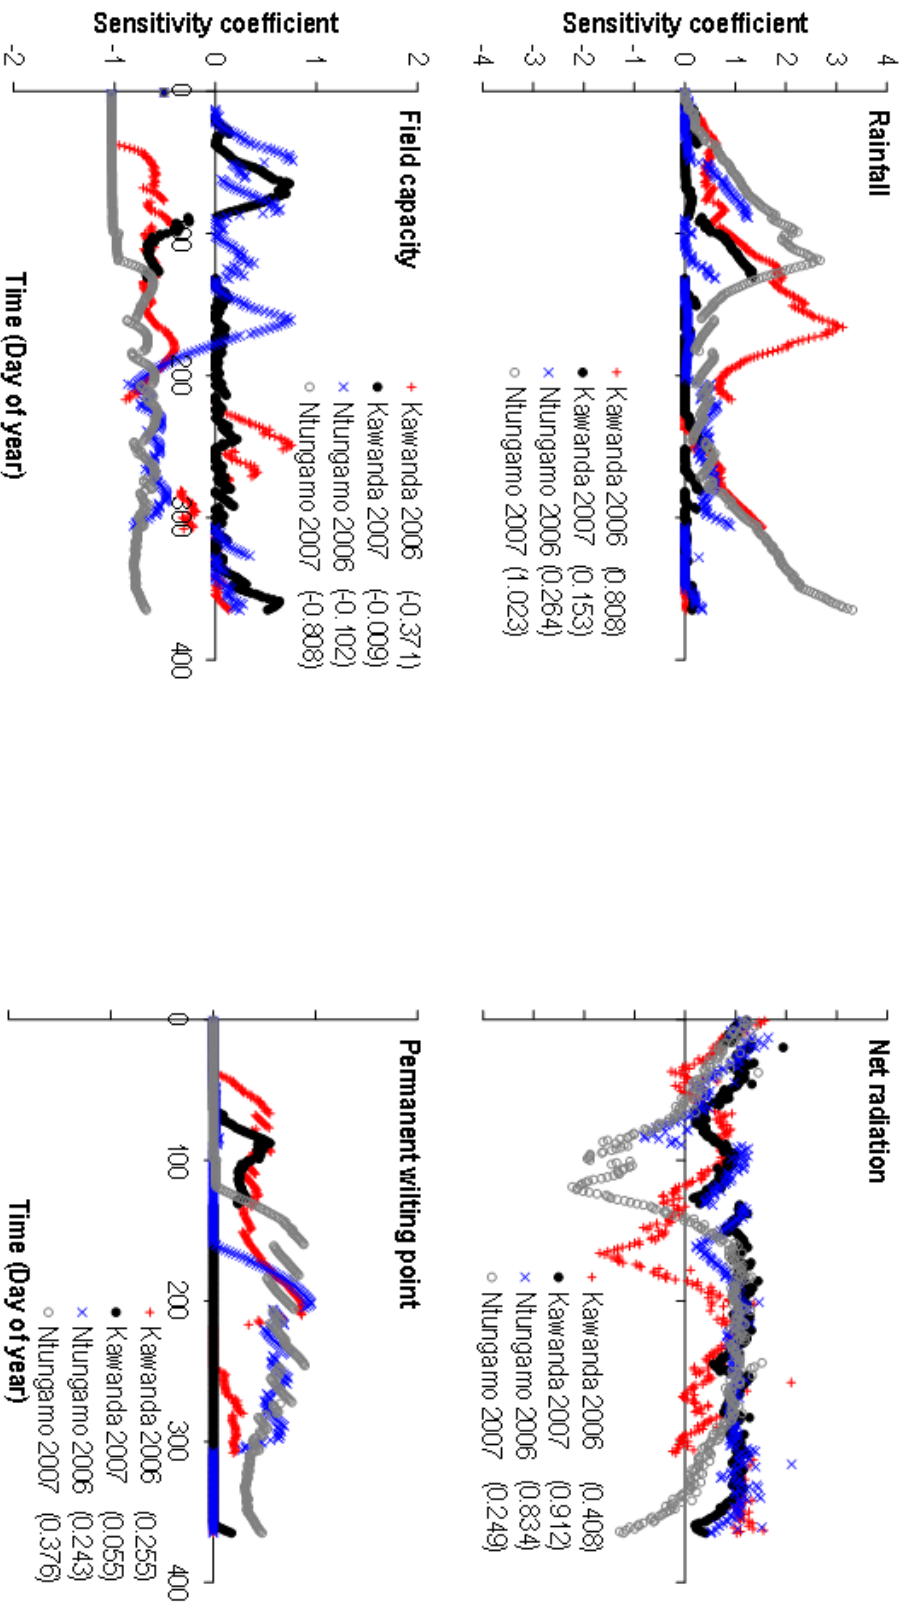 Rainfall
Sensitivity coefficient
4
3
2
1
0
-1
-2
-3
-4
Kawanda 2006 (0.808)
Kawanda 2007 (0.153)
Ntungamo 2006 (0.264)
Ntungamo 2007 (1.023)
Net radiation
Kawanda 2006 (0.408)
Kawanda 2007 (0.912)
Ntungamo 2006 (0.834)
Ntungamo 2007 (0.249)
Field capacity
Sensitivity coefficient
2
1
0
-1
-2
Kawanda 2006 (-0.371)
Kawanda 2007 (-0.009)
Ntungamo 2006 (-0.102)
Ntungamo 2007 (-0.808)
0 100 200 300 400
Time (Day of year)
Permanent wilting point
0 100 200 300 400
Kawanda 2006 (0.255)
Kawanda 2007 (0.055)
Ntungamo 2006 (0.243)
Ntungamo 2007 (0.376)
Time (Day of year)